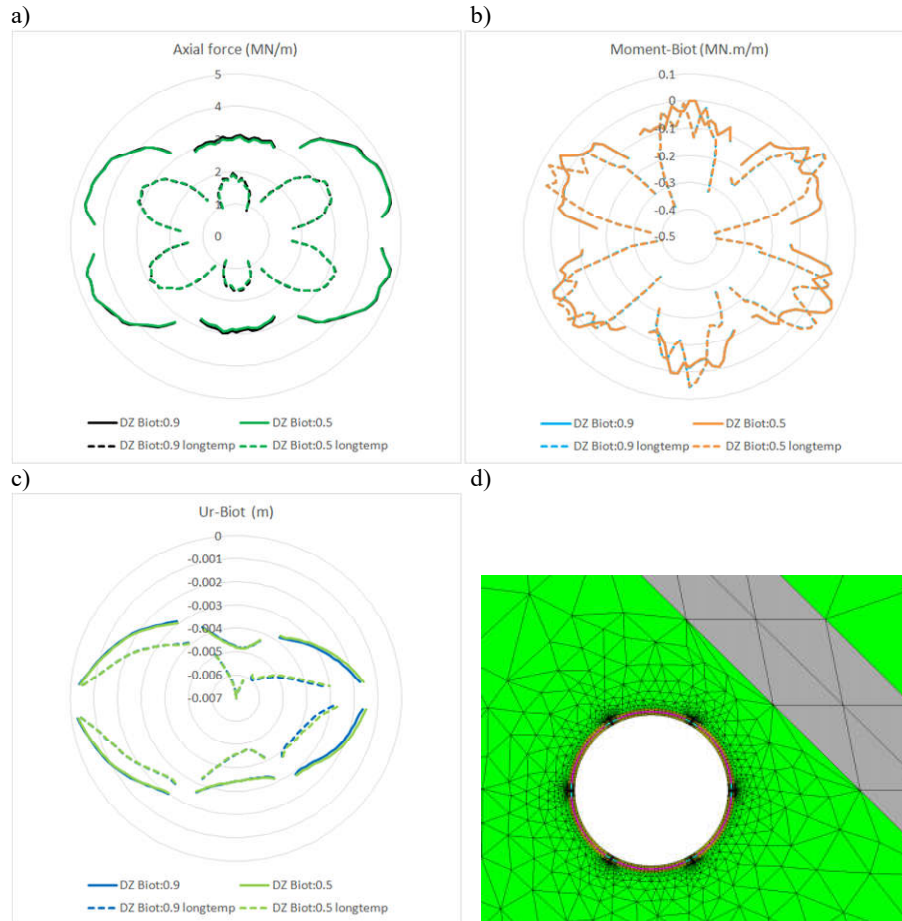 a)
Axial force (MN/m)
5
4
3
2
1
0
DZ Biot:0.9
DZ Biot:0.5
DZ Biot:0.9 longtemp
DZ Biot:0.5 longtemp
b)
Moment-Biot (MN.m/m)
0.1
0
-0.1
-0.2
-0.3
-0.4
-0.5
DZ Biot:0.9
DZ Biot:0.5
DZ Biot:0.9 longtemp
DZ Biot:0.5 longtemp
c)
Ur-Biot (m)
0
-0.001
-0.002
-0.003
-0.004
-0.005
-0.006
-0.007
DZ Biot:0.9
DZ Biot:0.5
DZ Biot:0.9 longtemp
DZ Biot:0.5 longtemp
d)